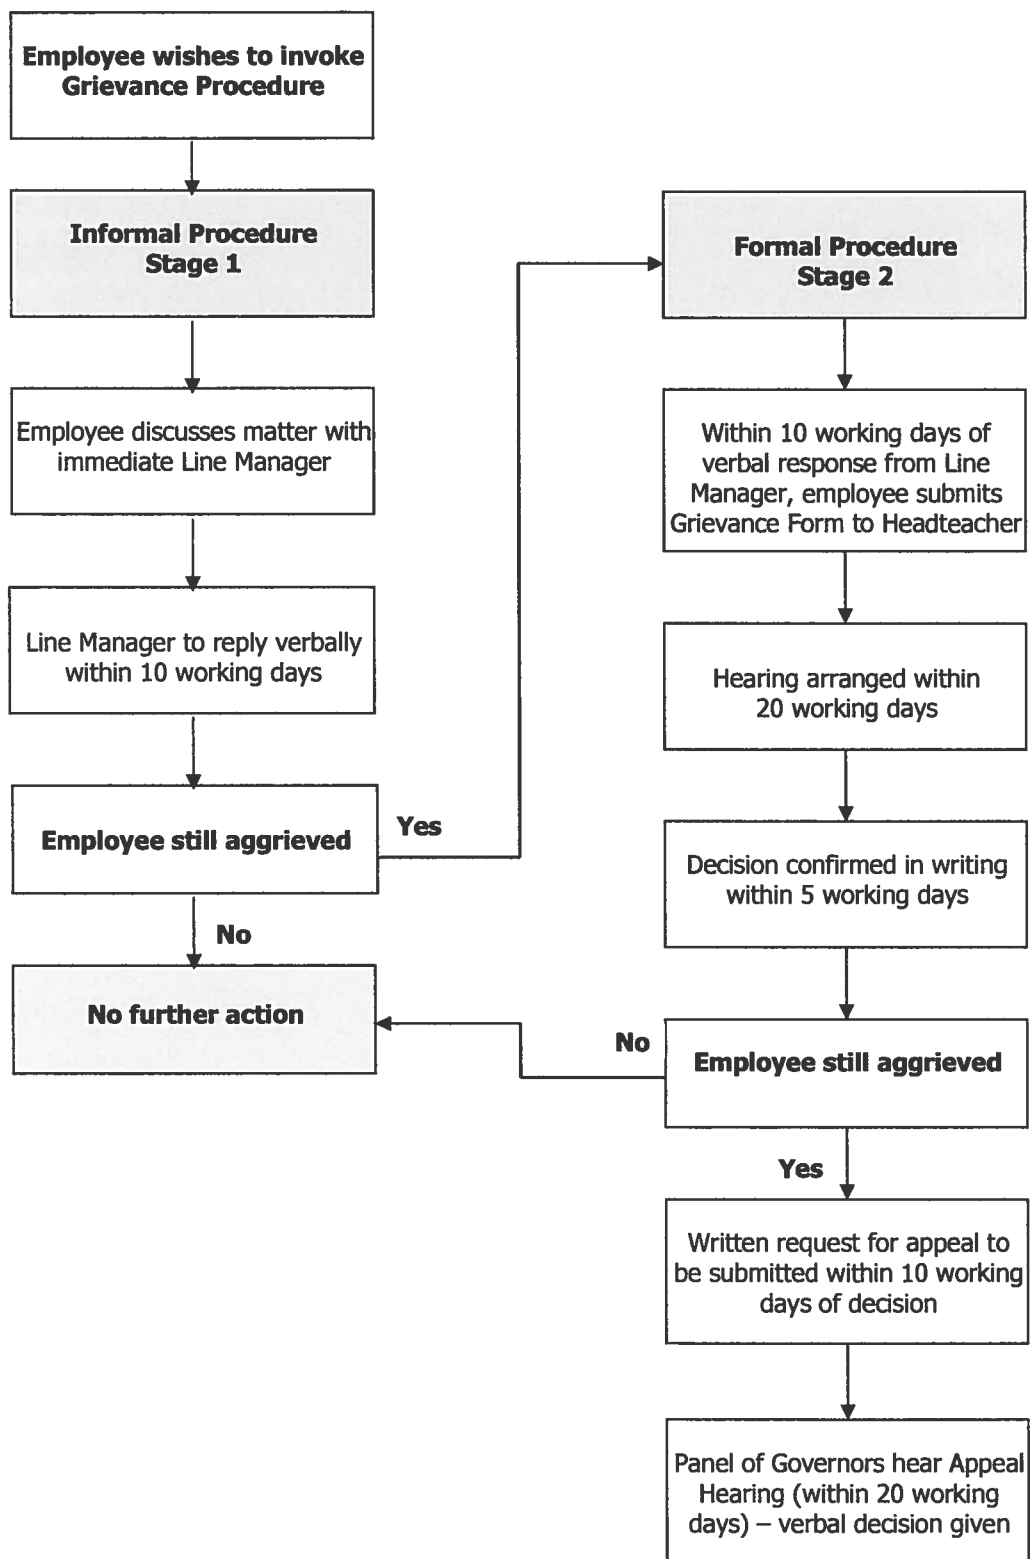 Employee wishes to invoke
Grievance Procedure
Informal Procedure
Stage 1
Employee discusses matter with
immediate Line Manager
Line Manager to reply verbally
within 10 working days
Employee still aggrieved
Yes
No
No further action
Formal Procedure
Stage 2
Within 10 working days of
verbal response from Line
Manager, employee submits
Grievance Form to Headteacher
Hearing arranged within
20 working days
Decision confirmed in writing
within 5 working days
Employee still aggrieved
No
Yes
Written request for appeal to
be submitted within 10 working
days of decision
Panel of Governors hear Appeal
Hearing (within 20 working
days) – verbal decision given